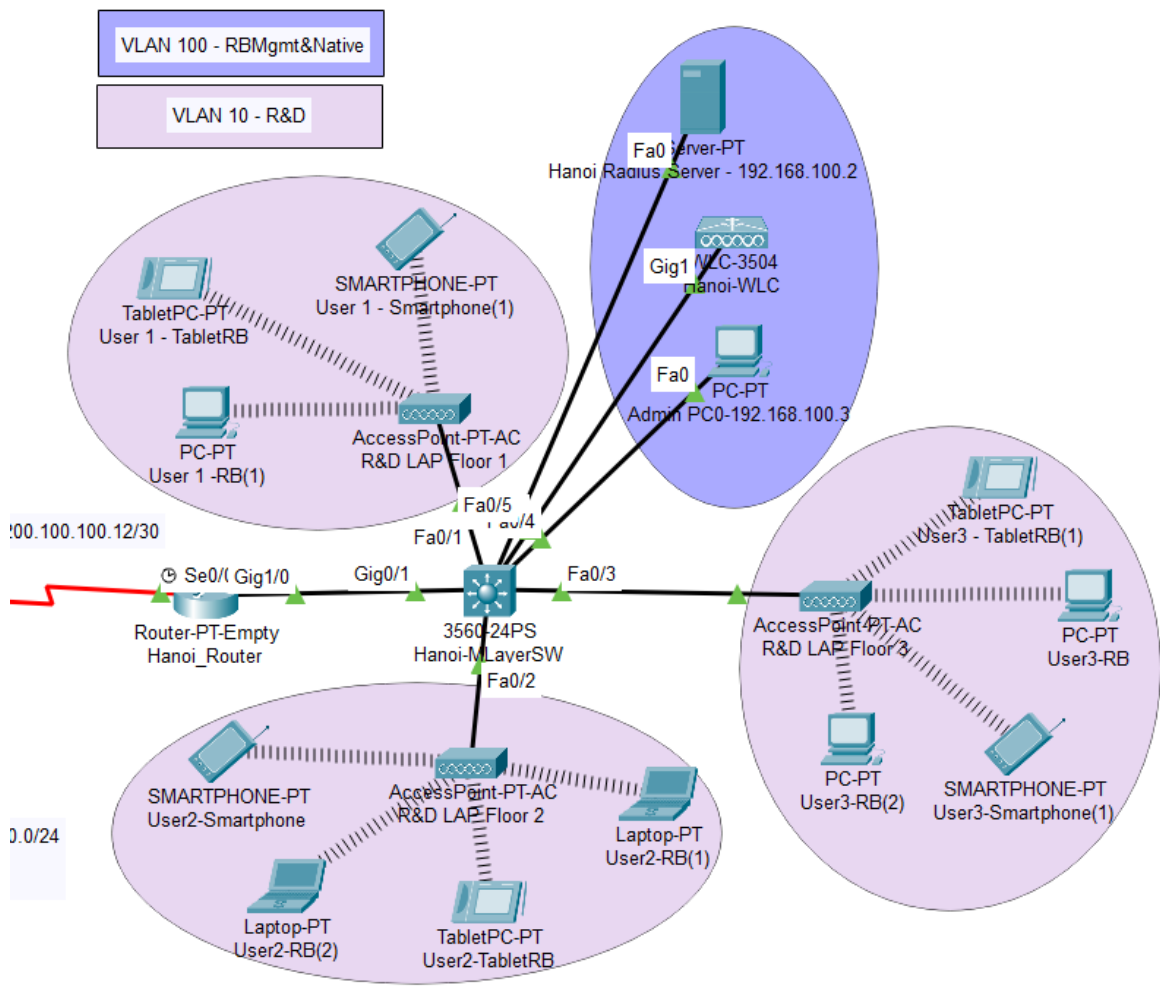 VLAN 100 - RBMgmt&Native
VLAN 10 - R&D
Fa0
Server-PT
Hanoi Radius Server - 192.168.100.2
Gig1
WLC-3504
Hanoi-WLC
Fa0
PC-PT
Admin PC0-192.168.100.3
SMARTPHONE-PT
User 1 - Smartphone(1)
TabletPC-PT
User 1 - TabletRB
PC-PT
User 1 -RB(1)
AccessPoint-PT-AC
R&D LAP Floor 1
Fa0/5
Fa0/4
Fa0/1
200.100.100.12/30
Gig1/0
Gig0/1
Fa0/3
Router-PT-Empty
Hanoi_Router
3560-24PS
Hanoi-MLayerSW
Fa0/2
TabletPC-PT
User3 - TabletRB(1)
AccessPoint-PT-AC
R&D LAP Floor 3
PC-PT
User3-RB
PC-PT
User3-RB(2)
SMARTPHONE-PT
User3-Smartphone(1)
SMARTPHONE-PT
User2-Smartphone
AccessPoint-PT-AC
R&D LAP Floor 2
Laptop-PT
User2-RB(1)
0.0/24
Laptop-PT
User2-RB(2)
TabletPC-PT
User2-TabletRB